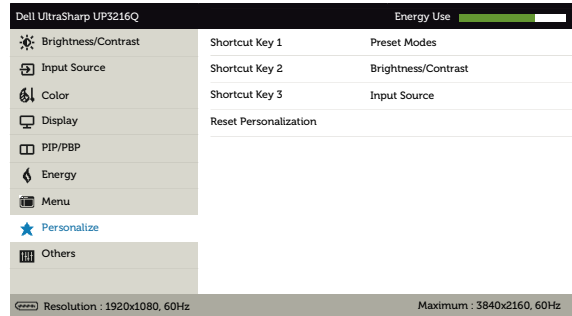 Dell UltraSharp UP3216Q Energy Use
Brightness/Contrast Shortcut Key 1 Preset Modes
Input Source Shortcut Key 2 Brightness/Contrast
Color Shortcut Key 3 Input Source
Display Reset Personalization
PIP/PBP
Energy
Menu
Personalize
Others
Resolution : 1920x1080, 60Hz Maximum : 3840x2160, 60Hz